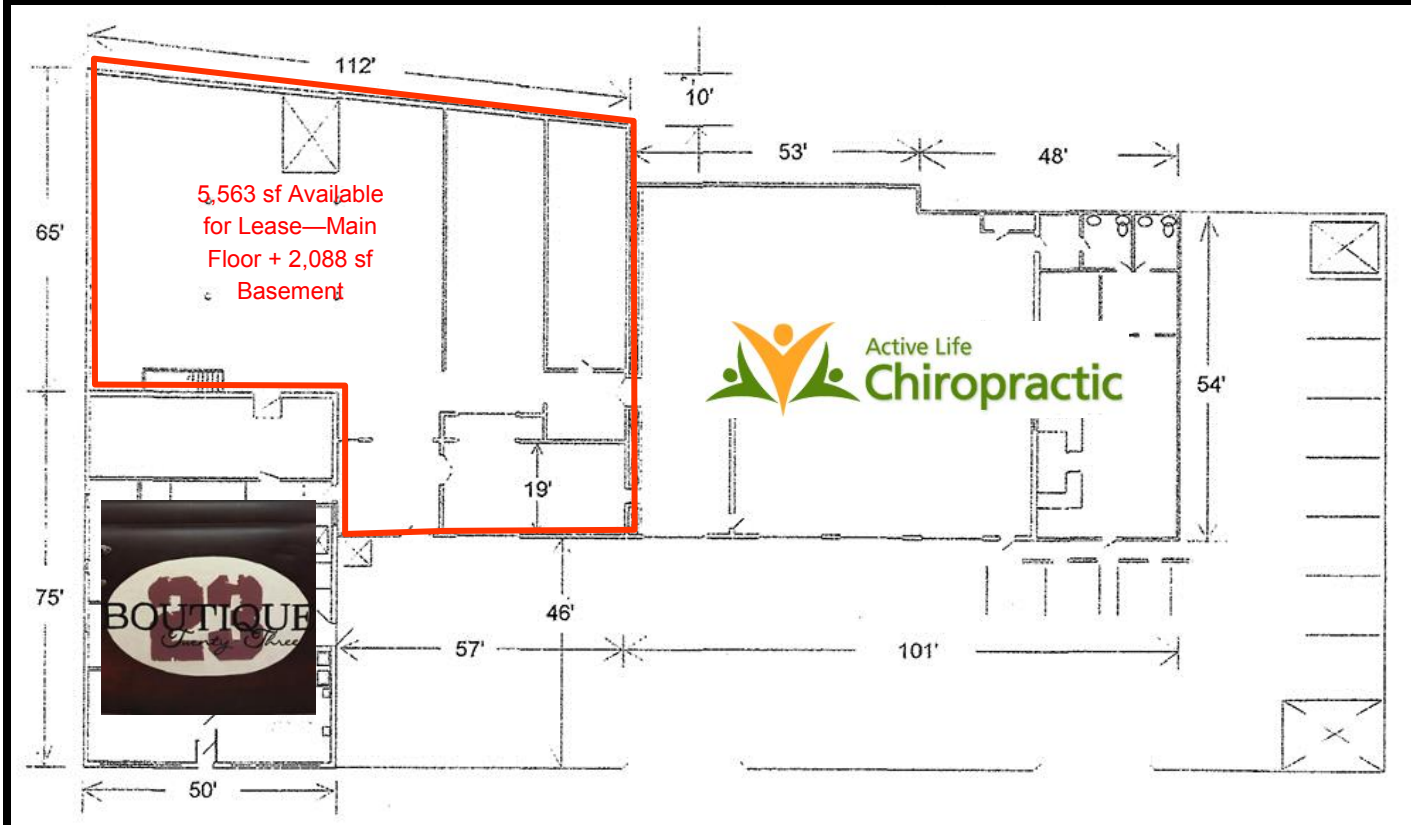 112'
10'
53'
48'
5,563 sf Available
for Lease—Main
Floor + 2,088 sf
Basement
65'
Active Life
Chiropractic
54'
19'
23
BOUTIQUE
Twenty Three
75'
46'
57'
101'
50'